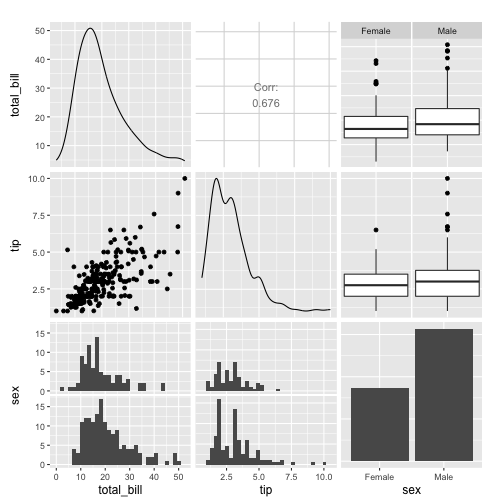 Female Male
50
40
30
20
10
total_bill
Corr:
0.676
10.0
7.5
5.0
2.5
tip
15
10
5
0
15
10
5
0
sex
0 10 20 30 40 50
2.5 5.0 7.5 10.0
Female Male
total_bill tip sex